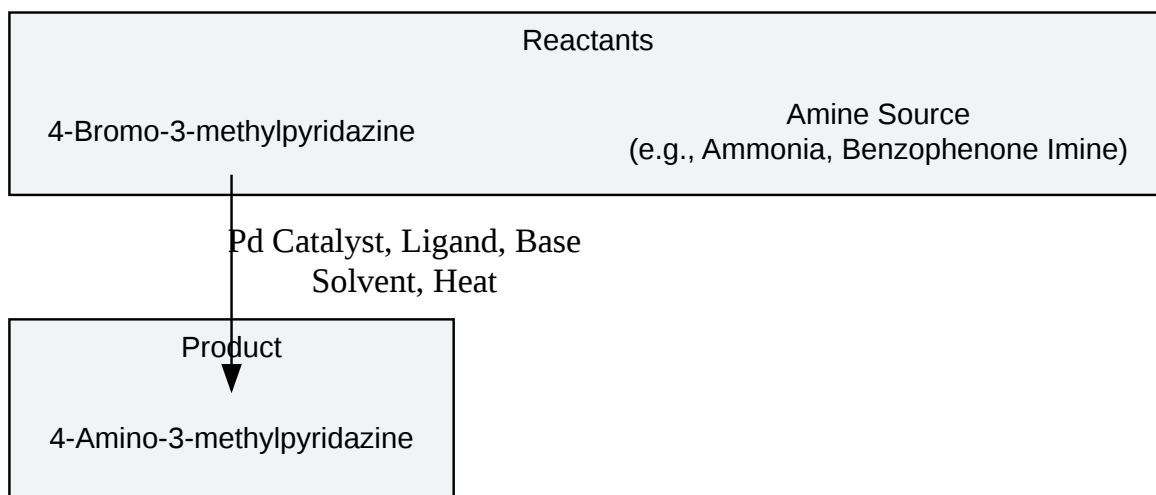 Reactants
4-Bromo-3-methylpyridazine
Amine Source
(e.g., Ammonia, Benzophenone Imine)
Pd Catalyst, Ligand, Base
Solvent, Heat
Product
4-Amino-3-methylpyridazine